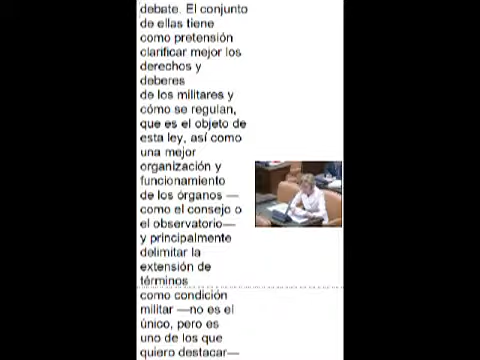 debate. El conjunto
de ellas tiene
como pretensión
clarificar mejor los
derechos y
deberes
de los militares y
cómo se regulan,
que es el objeto de
esta ley, así como
una mejor
organización y
funcionamiento
de los órganos —
como el consejo o
el observatorio—
y principalmente
delimitar la
extensión de
términos
como condición
militar —no es el
único, pero es
uno de los que
quiero destacar—